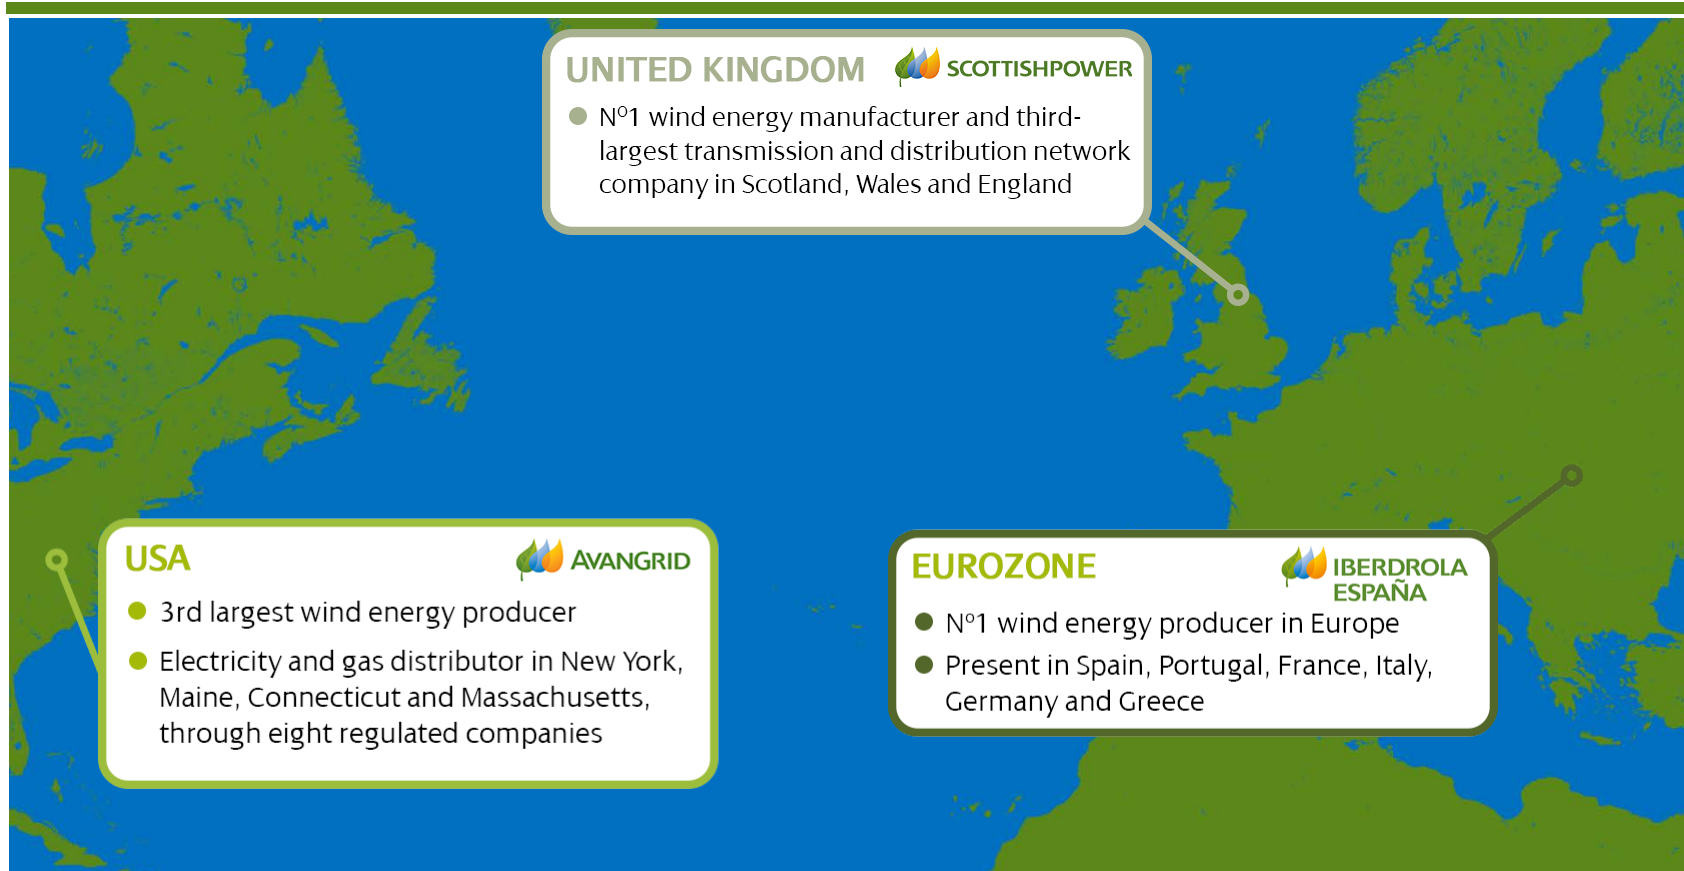 UNITED KINGDOM
SCOTTISHPOWER
Nº1 wind energy manufacturer and third-
largest transmission and distribution network
company in Scotland, Wales and England
USA
AVANGRID
3rd largest wind energy producer
Electricity and gas distributor in New York,
Maine, Connecticut and Massachusetts,
through eight regulated companies
EUROZONE
IBERDROLA
ESPAÑA
Nº1 wind energy producer in Europe
Present in Spain, Portugal, France, Italy,
Germany and Greece